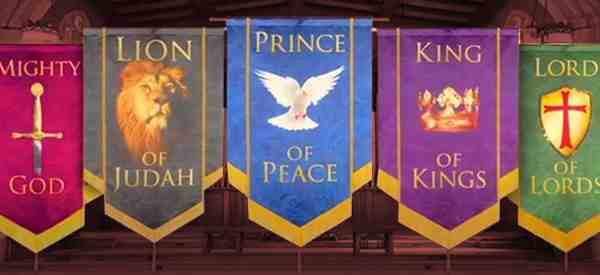 MIGHTY
GOD
LION
OF
JUDAH
PRINCE
OF
PEACE
KING
OF
KINGS
LORD
OF
LORDS